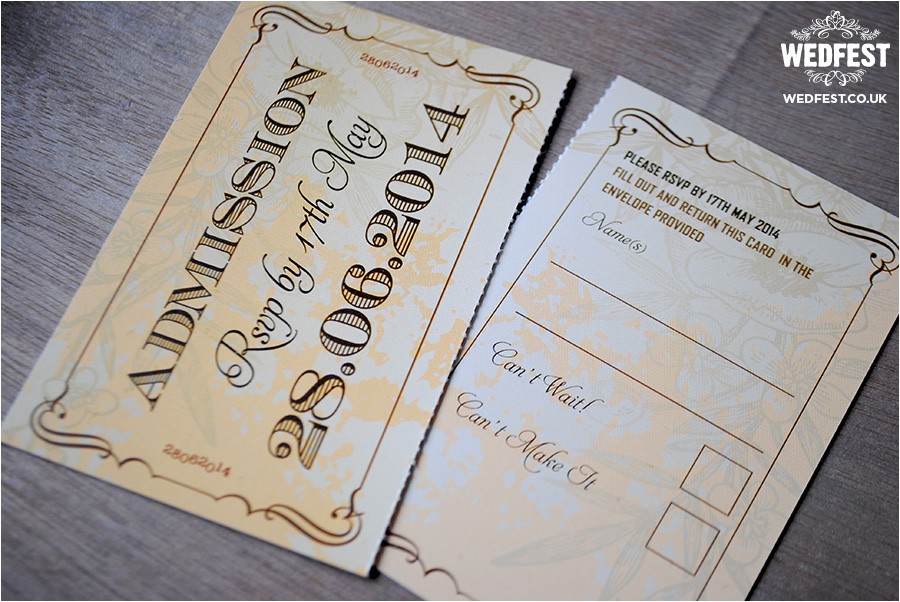 28062014
ADMISSION
Rsvp by 17th May
28.06.2014
28062014
PLEASE RSVP BY 17TH MAY 2014
FILL OUT AND RETURN THIS CARD IN THE
ENVELOPE PROVIDED
Name(s)
Can't Wait!
Can't Make It
WEDFEST
WEDFEST.CO.UK